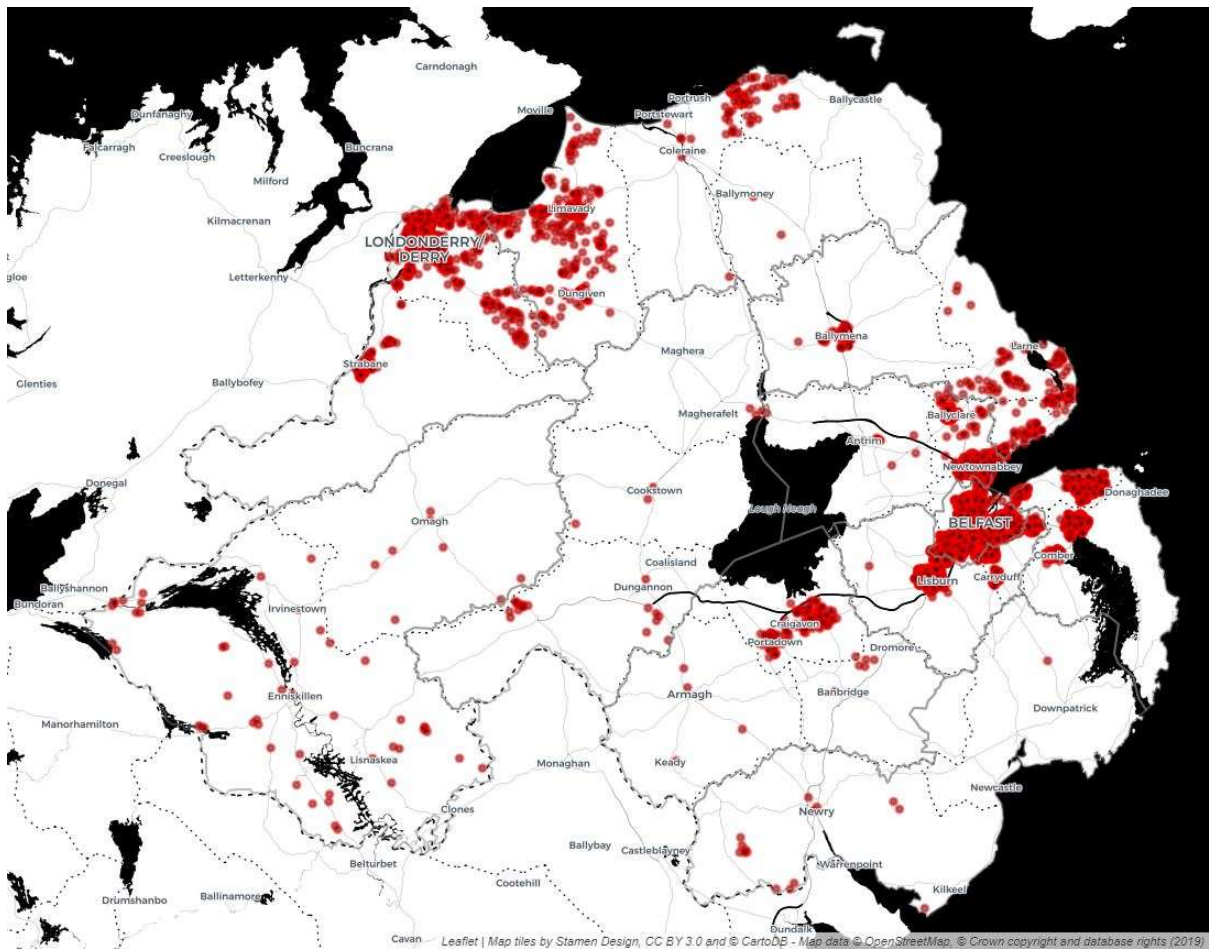 Carndonagh
Moville
Portrush
Ballycastle
Portstewart
Dunfanaghy
Falcarragh
Creeslough
Buncrana
Coleraine
Milford
Ballymoney
Kilmacrenan
Limavady
LONDONDERRY/
DERRY
gloe
Letterkenny
Dungiven
Ballymena
Larne
Maghera
Strabane
Glenties
Ballybofey
Magherafelt
Ballyclare
Antrim
Newtownabbey
Donegal
Cookstown
Donaghadee
Lough Neagh
Omagh
BELFAST
Comber
Coalisland
Lisburn
Carryduff
Ballyshannon
Bundoran
Irvinestown
Dungannon
Craigavon
Portadown
Dromore
Enniskillen
Armagh
Banbridge
Downpatrick
Manorhamilton
Lisnaskea
Monaghan
Keady
Newcastle
Clones
Newry
Ballybay
Castleblayney
Belturbet
Warrenpoint
Cootehill
Kilkeel
Ballinamore
Drumshanbo
Dundalk
Cavan
Leaflet | Map tiles by Stamen Design, CC BY 3.0 and © CartoDB - Map data © OpenStreetMap, © Crown copyright and database rights (2019)